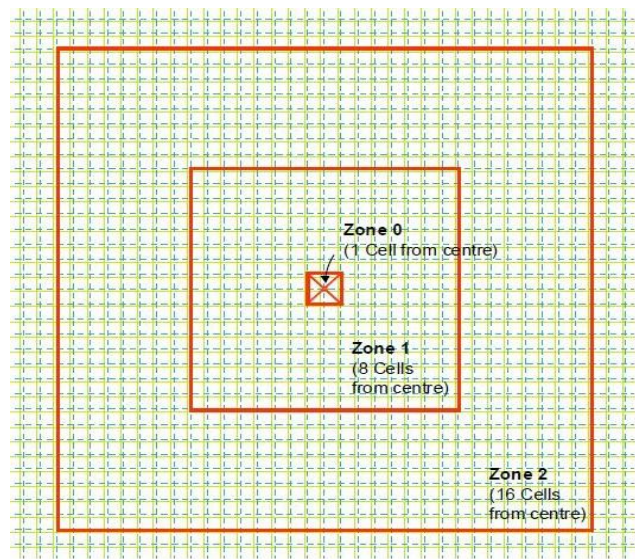 Zone 0
(1 Cell from centre)
Zone 1
(8 Cells
from centre)
Zone 2
(16 Cells
from centre)